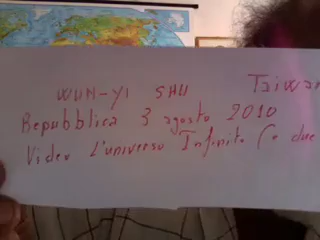 WUN-YI SHU Taiwan
Repubblica 3 agosto 2010
Video L'universo Infinito (o due